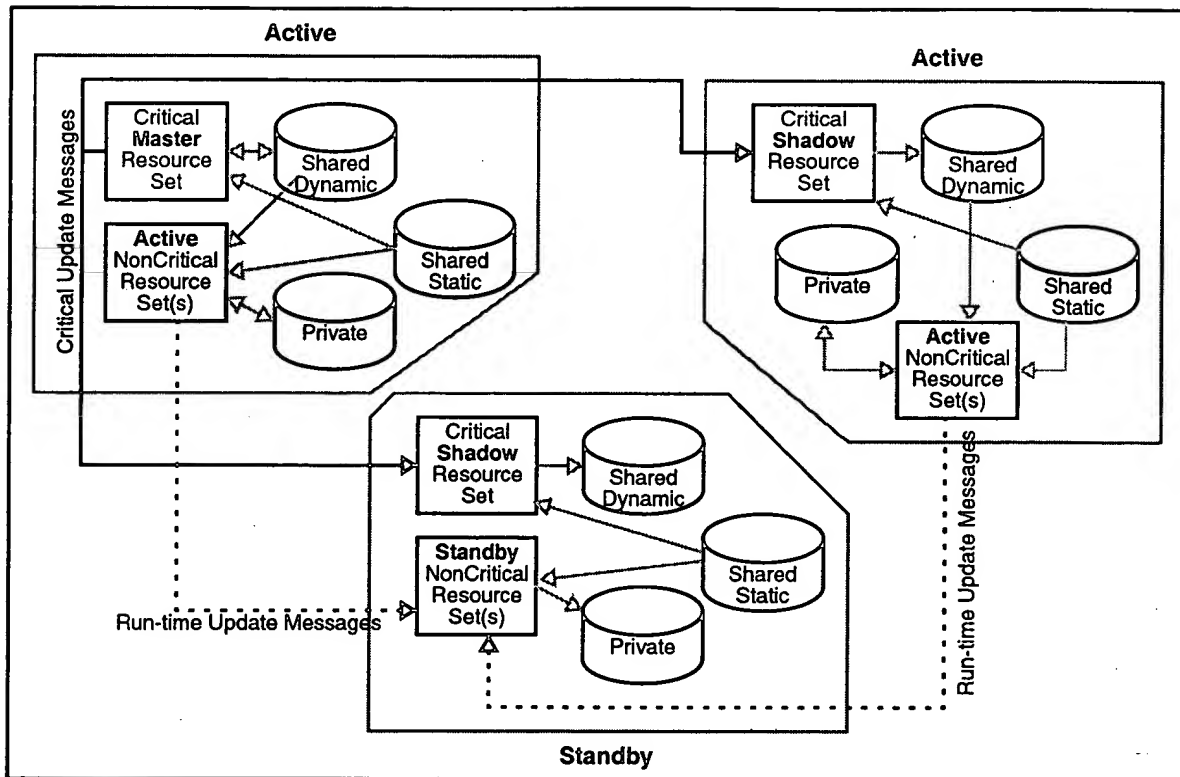 Active
Critical
Master
Resource
Set
Shared
Dynamic
Active
NonCritical
Resource
Set(s)
Shared
Static
Private
Critical Update Messages
Active
Critical
Shadow
Resource
Set
Shared
Dynamic
Private
Shared
Static
Active
NonCritical
Resource
Set(s)
Critical
Shadow
Resource
Set
Shared
Dynamic
Standby
NonCritical
Resource
Set(s)
Shared
Static
Private
Run-time Update Messages
Run-time Update Messages
Standby